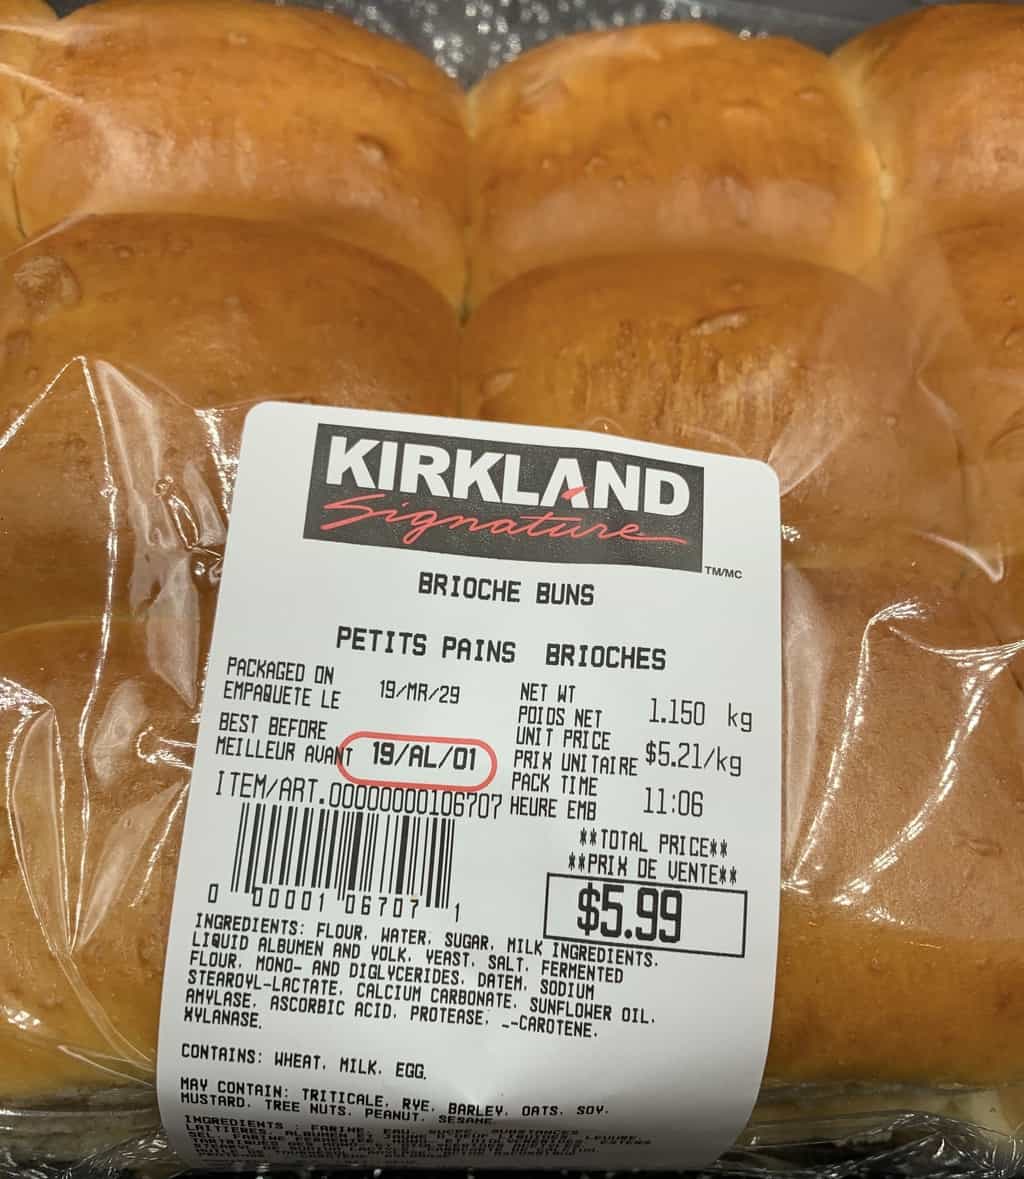 KIRKLAND
Signature
TM/MC
BRIOCHE BUNS
PETITS PAINS BRIOCHES
PACKAGED ON
EMPAQUETE LE 19/MR/29
BEST BEFORE
MEILLEUR AVANT 19/AL/01
NET WT
POIDS NET 1.150 kg
UNIT PRICE
PRIX UNITAIRE $5.21/kg
PACK TIME
HEURE EMB 11:06
ITEM/ART.00000000106707
**TOTAL PRICE**
**PRIX DE VENTE**
$5.99
0 00001 06707 1
INGREDIENTS: FLOUR, WATER, SUGAR, MILK INGREDIENTS,
LIQUID ALBUMEN AND YOLK, YEAST, SALT, FERMENTED
FLOUR, MONO- AND DIGLYCERIDES, DATEM, SODIUM
STEAROYL-LACTATE, CALCIUM CARBONATE, SUNFLOWER OIL,
AMYLASE, ASCORBIC ACID, PROTEASE, --CAROTENE,
XYLANASE.
CONTAINS: WHEAT, MILK, EGG.
MAY CONTAIN: TRITICALE, RYE, BARLEY, OATS, SOY,
MUSTARD, TREE NUTS, PEANUT, SESAME.
INGREDIENTS : FARINE,